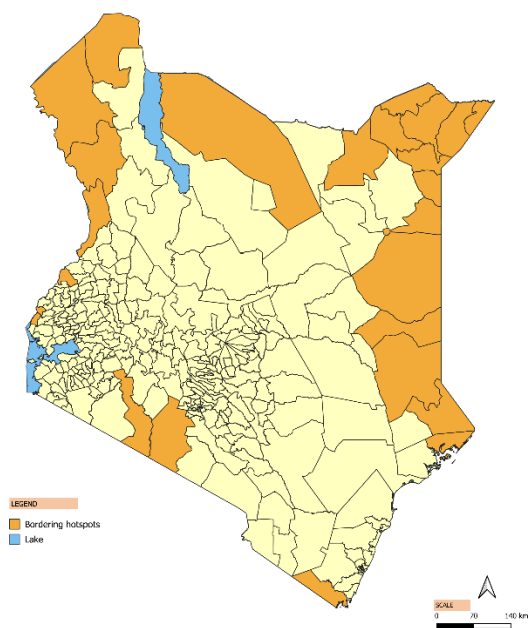 LEGEND
Bordering hotspots
Lake
SCALE
0 70 140 km